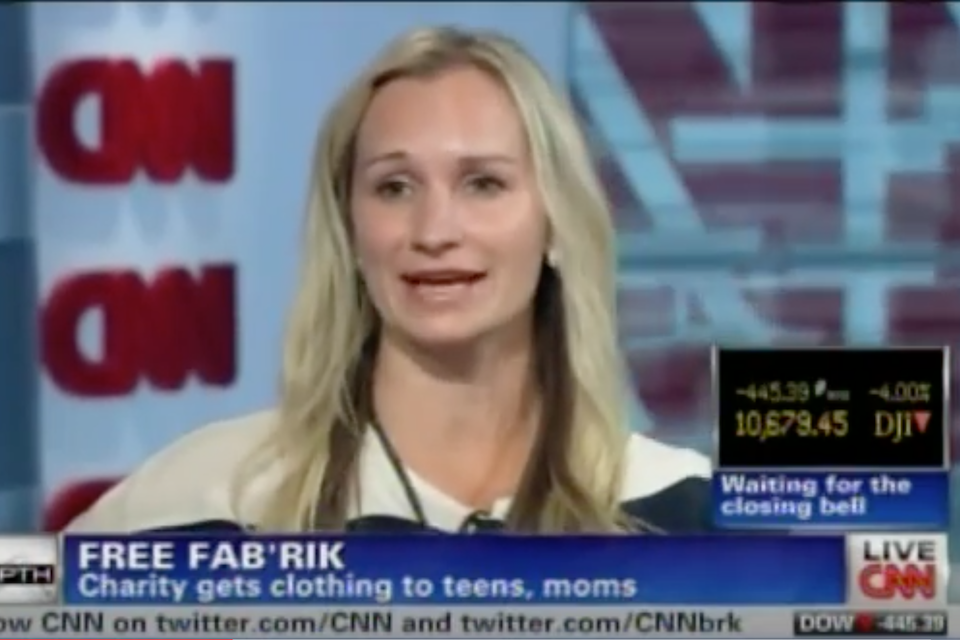 CNN
CNN
-445.39 -4.00%
10,679.45 DJI
Waiting for the
closing bell
FREE FAB'RIK
Charity gets clothing to teens, moms
PTH
LIVE
CNN
ow CNN on twitter.com/CNN and twitter.com/CNNbrk
DOW -445.39